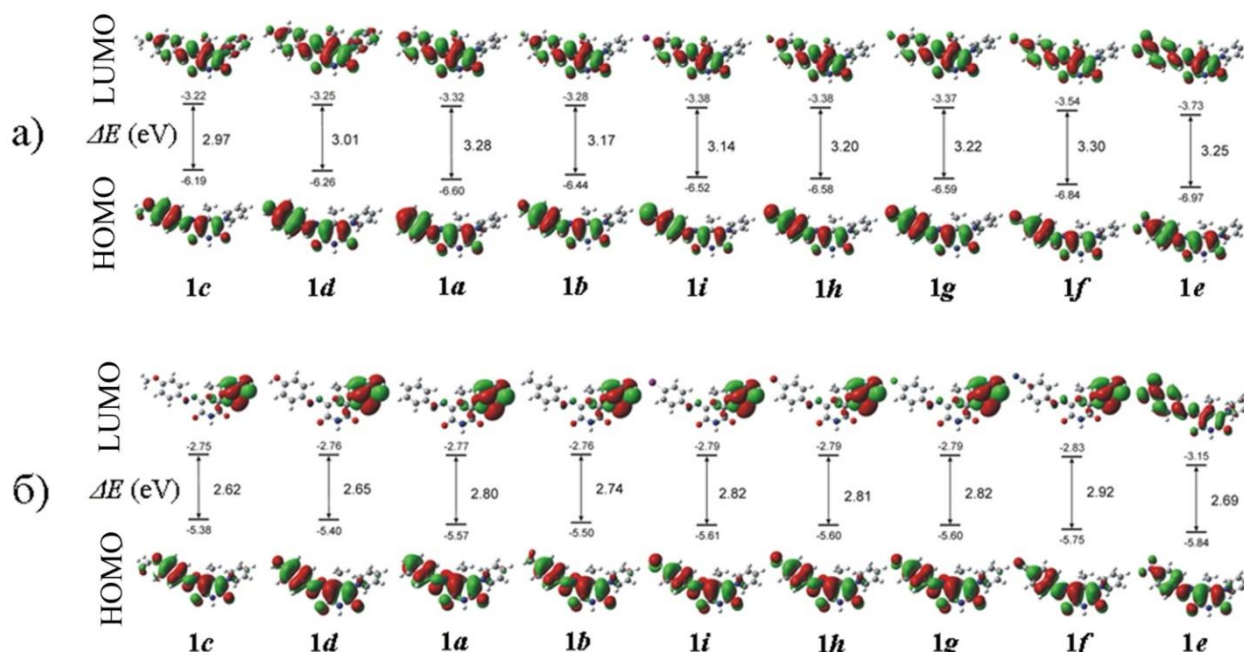 LUMO
-3.22 -3.25 -3.32 -3.28 -3.38 -3.38 -3.37 -3.54 -3.73
а) ΔE (eV) 2.97 3.01 3.28 3.17 3.14 3.20 3.22 3.30 3.25
-6.19 -6.26 -6.60 -6.44 -6.52 -6.58 -6.59 -6.84 -6.97
HOMO
1c 1d 1a 1b 1i 1h 1g 1f 1e
LUMO
-2.75 -2.76 -2.77 -2.76 -2.79 -2.79 -2.79 -2.83 -3.15
б) ΔE (eV) 2.62 2.65 2.80 2.74 2.82 2.81 2.82 2.92 2.69
-5.38 -5.40 -5.57 -5.50 -5.61 -5.60 -5.60 -5.75 -5.84
HOMO
1c 1d 1a 1b 1i 1h 1g 1f 1e